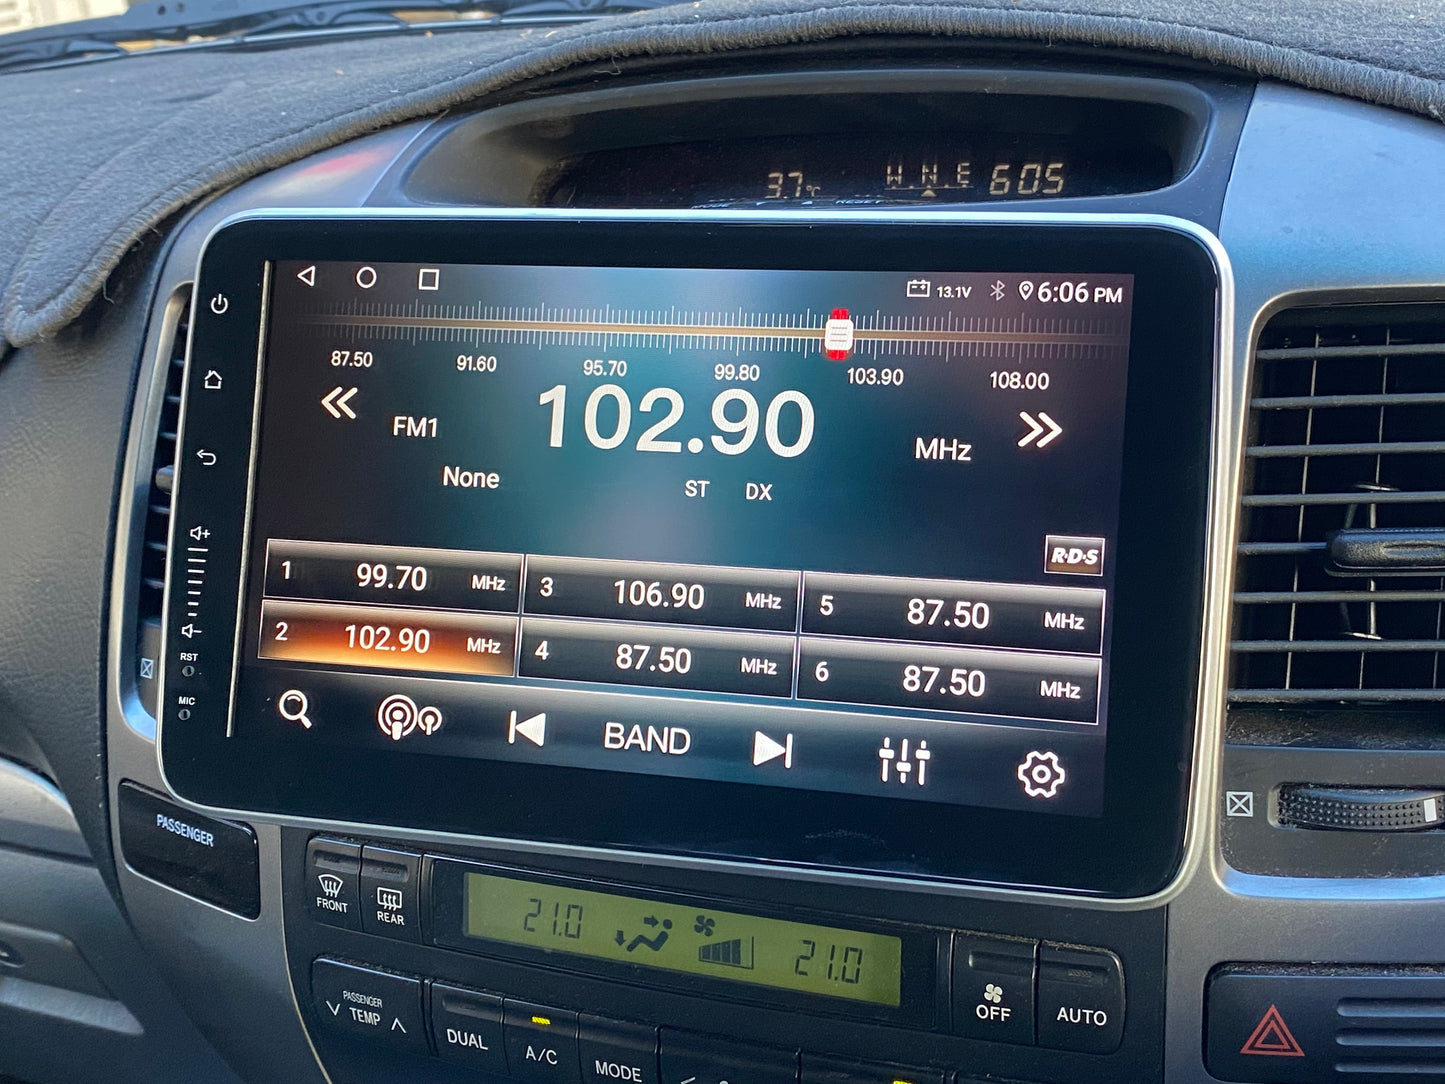 37°C W N E 605
MODE RESET
13.1V 6:06 PM
87.50 91.60 95.70 99.80 103.90 108.00
FM1 102.90 MHz
None ST DX
R·D·S
1 99.70 MHz 3 106.90 MHz 5 87.50 MHz
2 102.90 MHz 4 87.50 MHz 6 87.50 MHz
BAND
RST
MIC
PASSENGER
FRONT REAR
21.0 21.0
OFF AUTO
PASSENGER
TEMP
DUAL A/C MODE